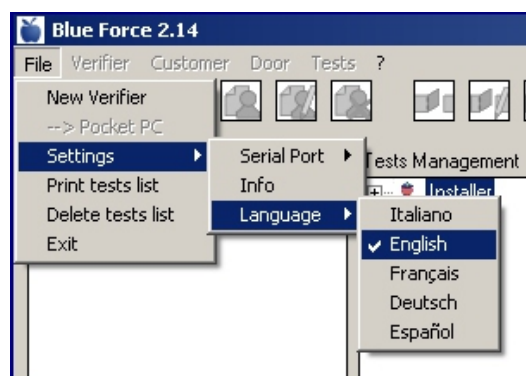 Blue Force 2.14
File Verifier Customer Door Tests ?
New Verifier
--> Pocket PC
Settings
Print tests list
Delete tests list
Exit
Serial Port
Info
Language
Tests Management
Installer
Italiano
English
Français
Deutsch
Español